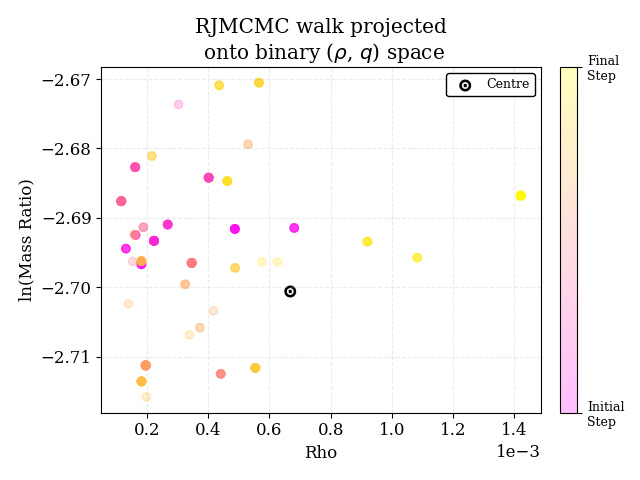 RJMCMC walk projected
onto binary (ρ, q) space
Centre
Final
Step
Initial
Step
ln(Mass Ratio)
−2.67
−2.68
−2.69
−2.70
−2.71
0.2 0.4 0.6 0.8 1.0 1.2 1.4
1e−3
Rho